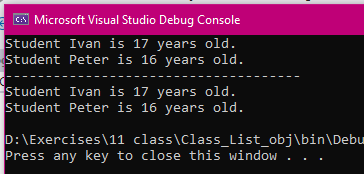 Microsoft Visual Studio Debug Console
Student Ivan is 17 years old.
Student Peter is 16 years old.
-------------------------------------
Student Ivan is 17 years old.
Student Peter is 16 years old.
D:\Exercises\11 class\Class_List_obj\bin\Debu
Press any key to close this window . . .